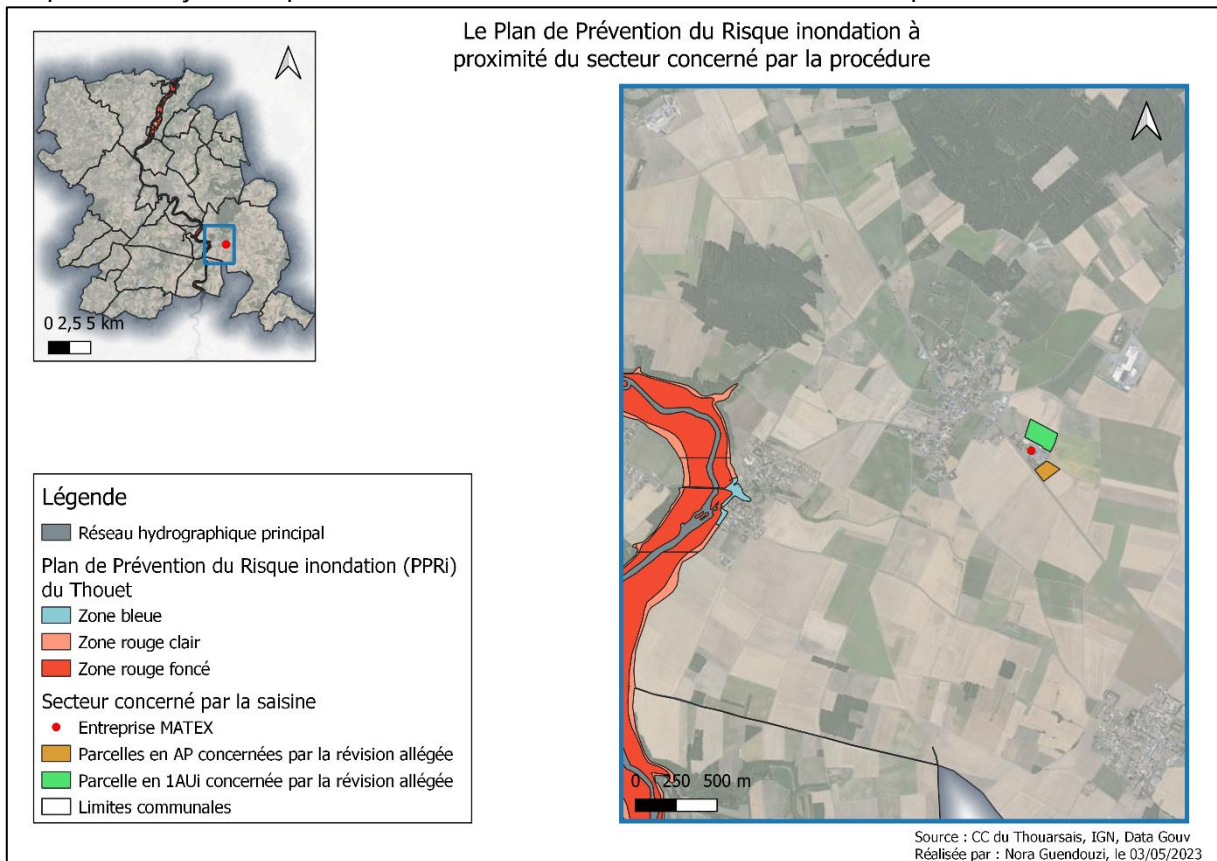 Le Plan de Prévention du Risque inondation à
proximité du secteur concerné par la procédure
0 2,5 5 km
Légende
Réseau hydrographique principal
Plan de Prévention du Risque inondation (PPRi)
du Thouet
Zone bleue
Zone rouge clair
Zone rouge foncé
Secteur concerné par la saisine
Entreprise MATEX
Parcelles en AP concernées par la révision allégée
Parcelle en 1AUi concernée par la révision allégée
Limites communales
0 250 500 m
Source : CC du Thouarsais, IGN, Data Gouv
Réalisée par : Nora Guendouzi, le 03/05/2023